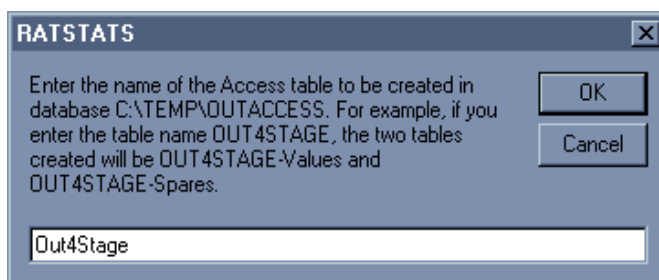 RATSTATS
Enter the name of the Access table to be created in
database C:\TEMP\OUTACCESS. For example, if you
enter the table name OUT4STAGE, the two tables
created will be OUT4STAGE-Values and
OUT4STAGE-Spares.
OK
Cancel
Out4Stage